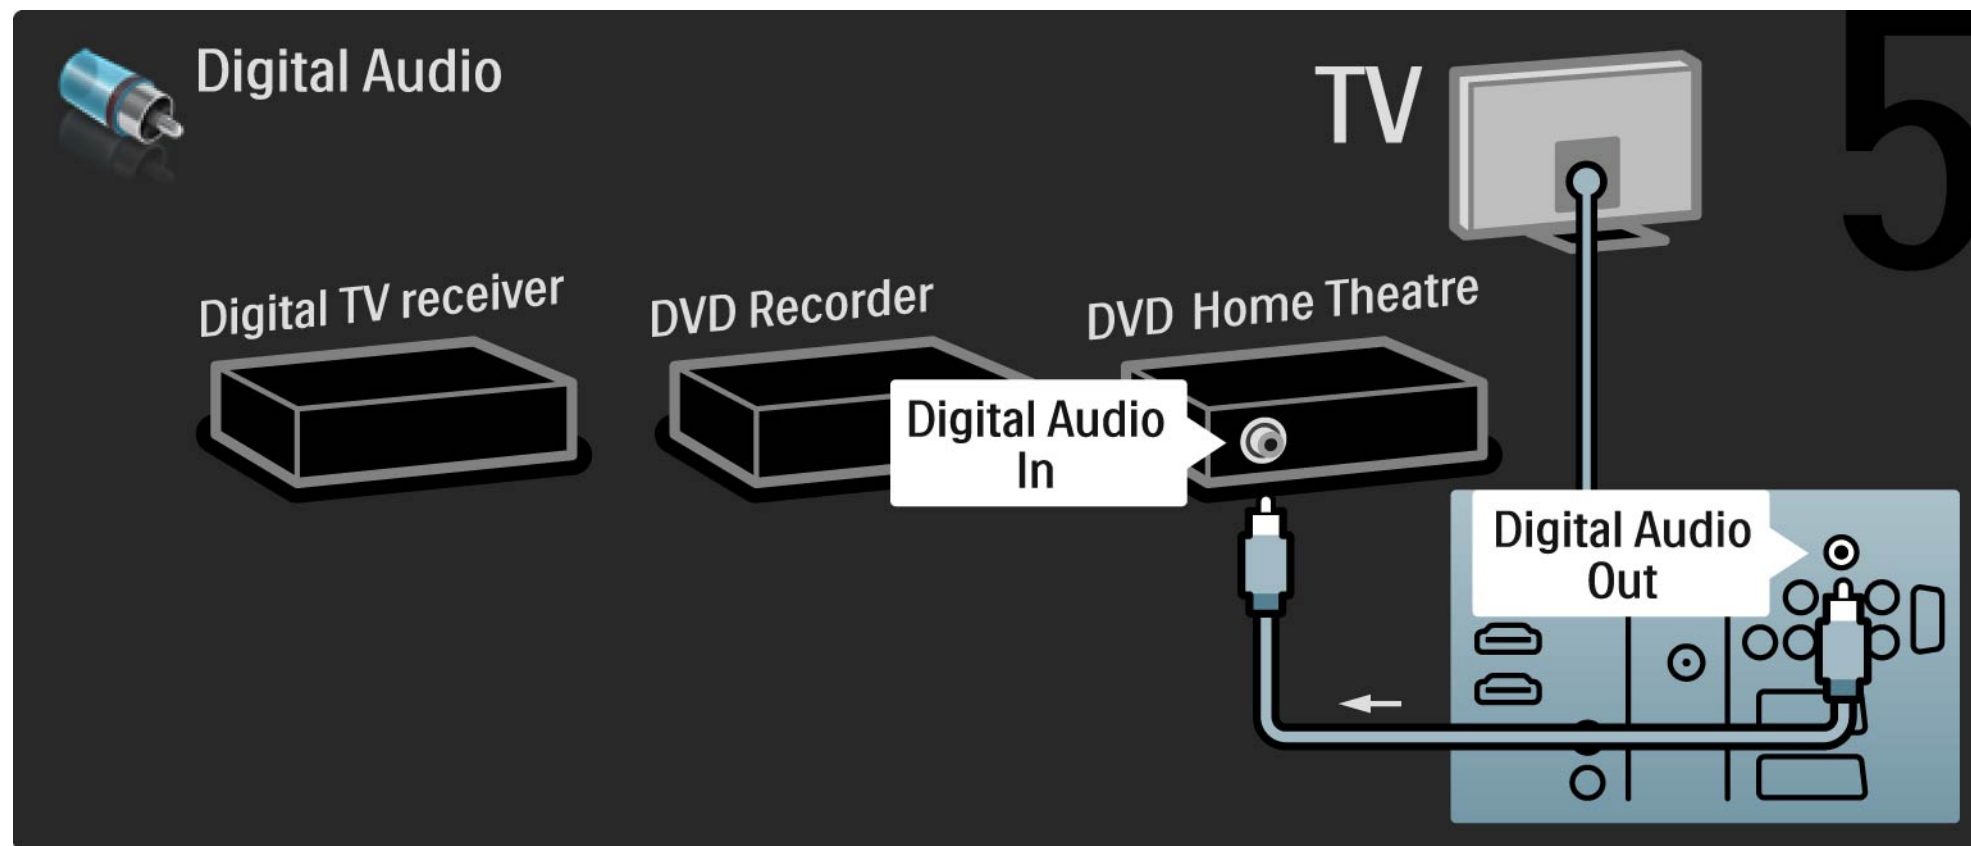 Digital Audio
TV
5
Digital TV receiver
DVD Recorder
DVD Home Theatre
Digital Audio
In
Digital Audio
Out